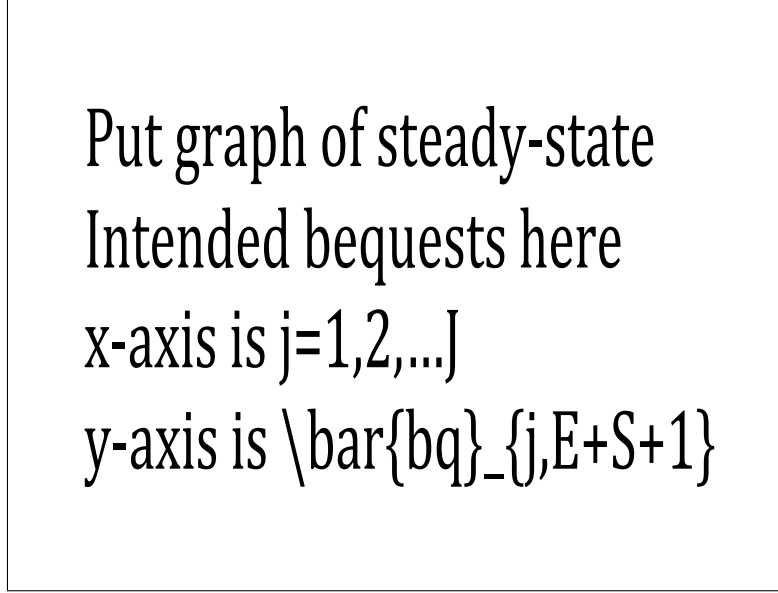 Put graph of steady-state
Intended bequests here
x-axis is j=1,2,...J
y-axis is \bar{bq}_{j,E+S+1}